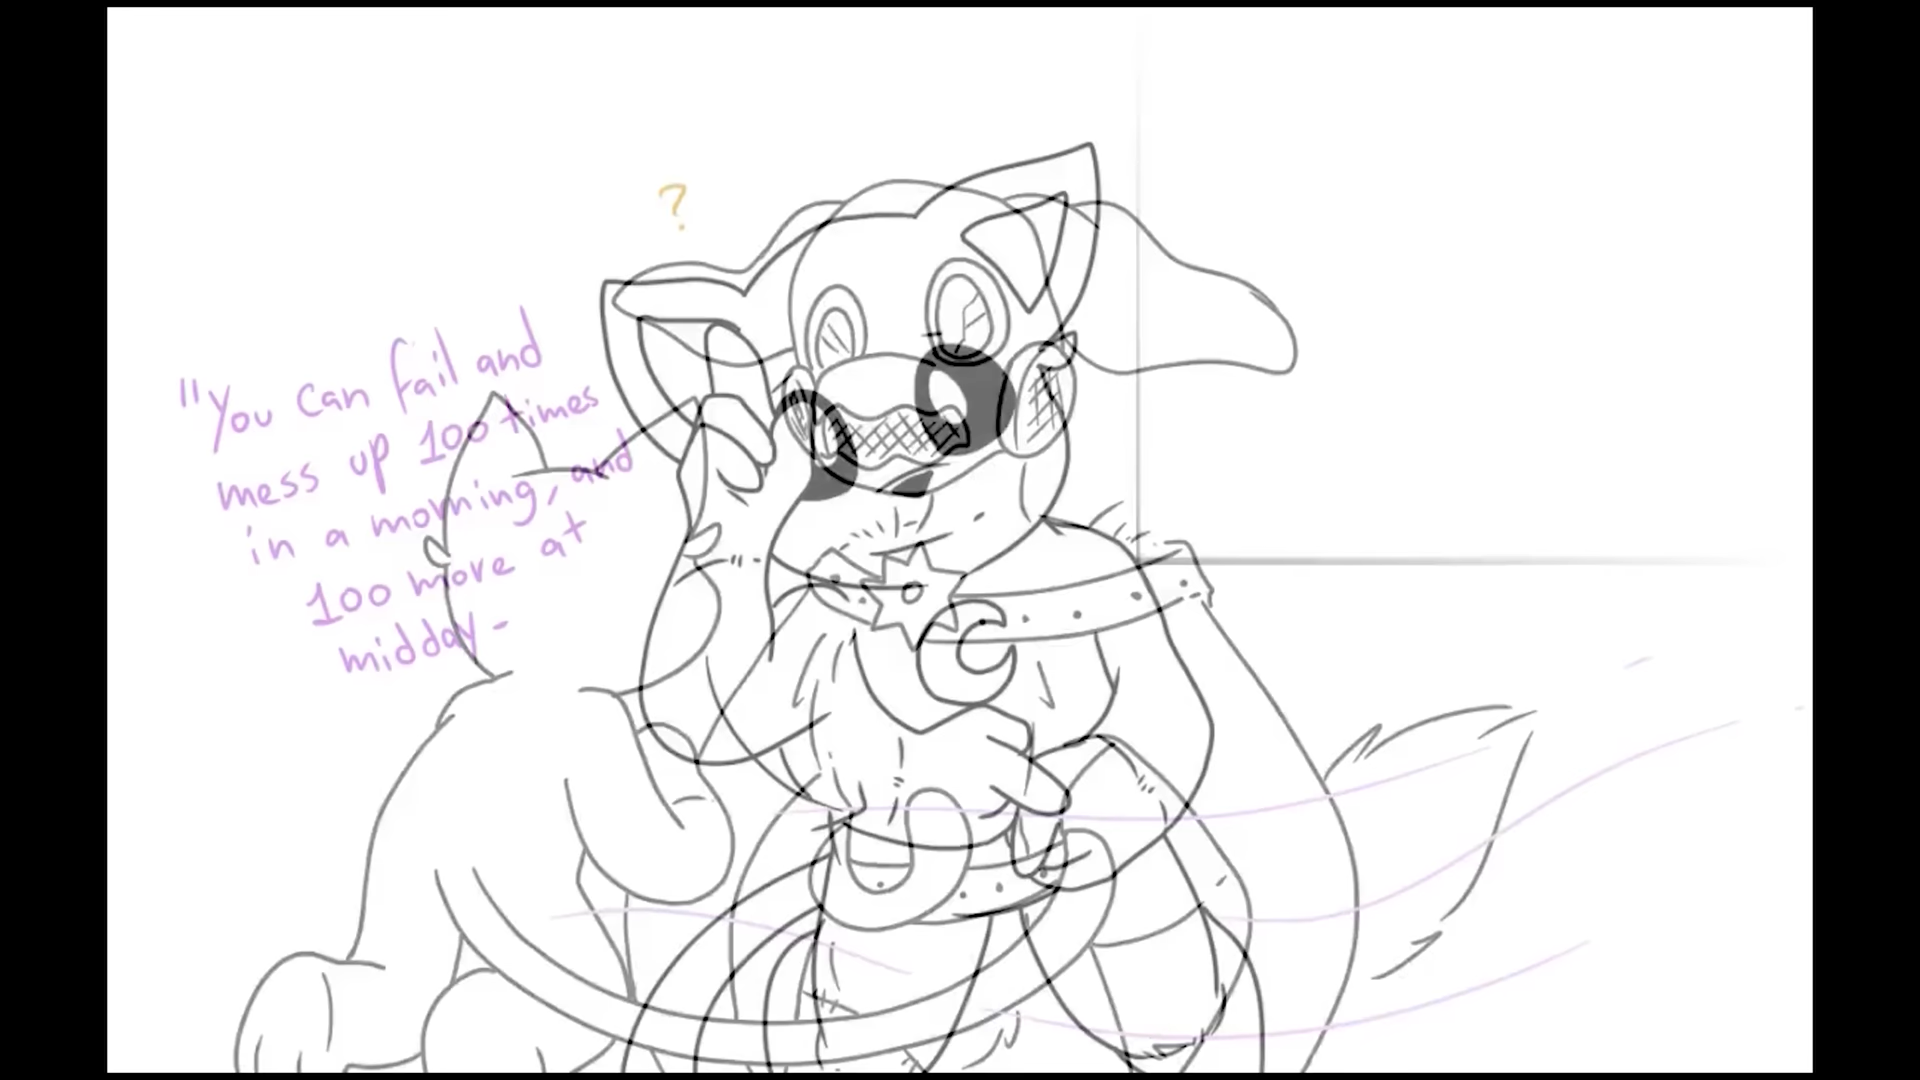 ?
"You can fail and
mess up 100 times
in a morning, and
100 more at
midday-